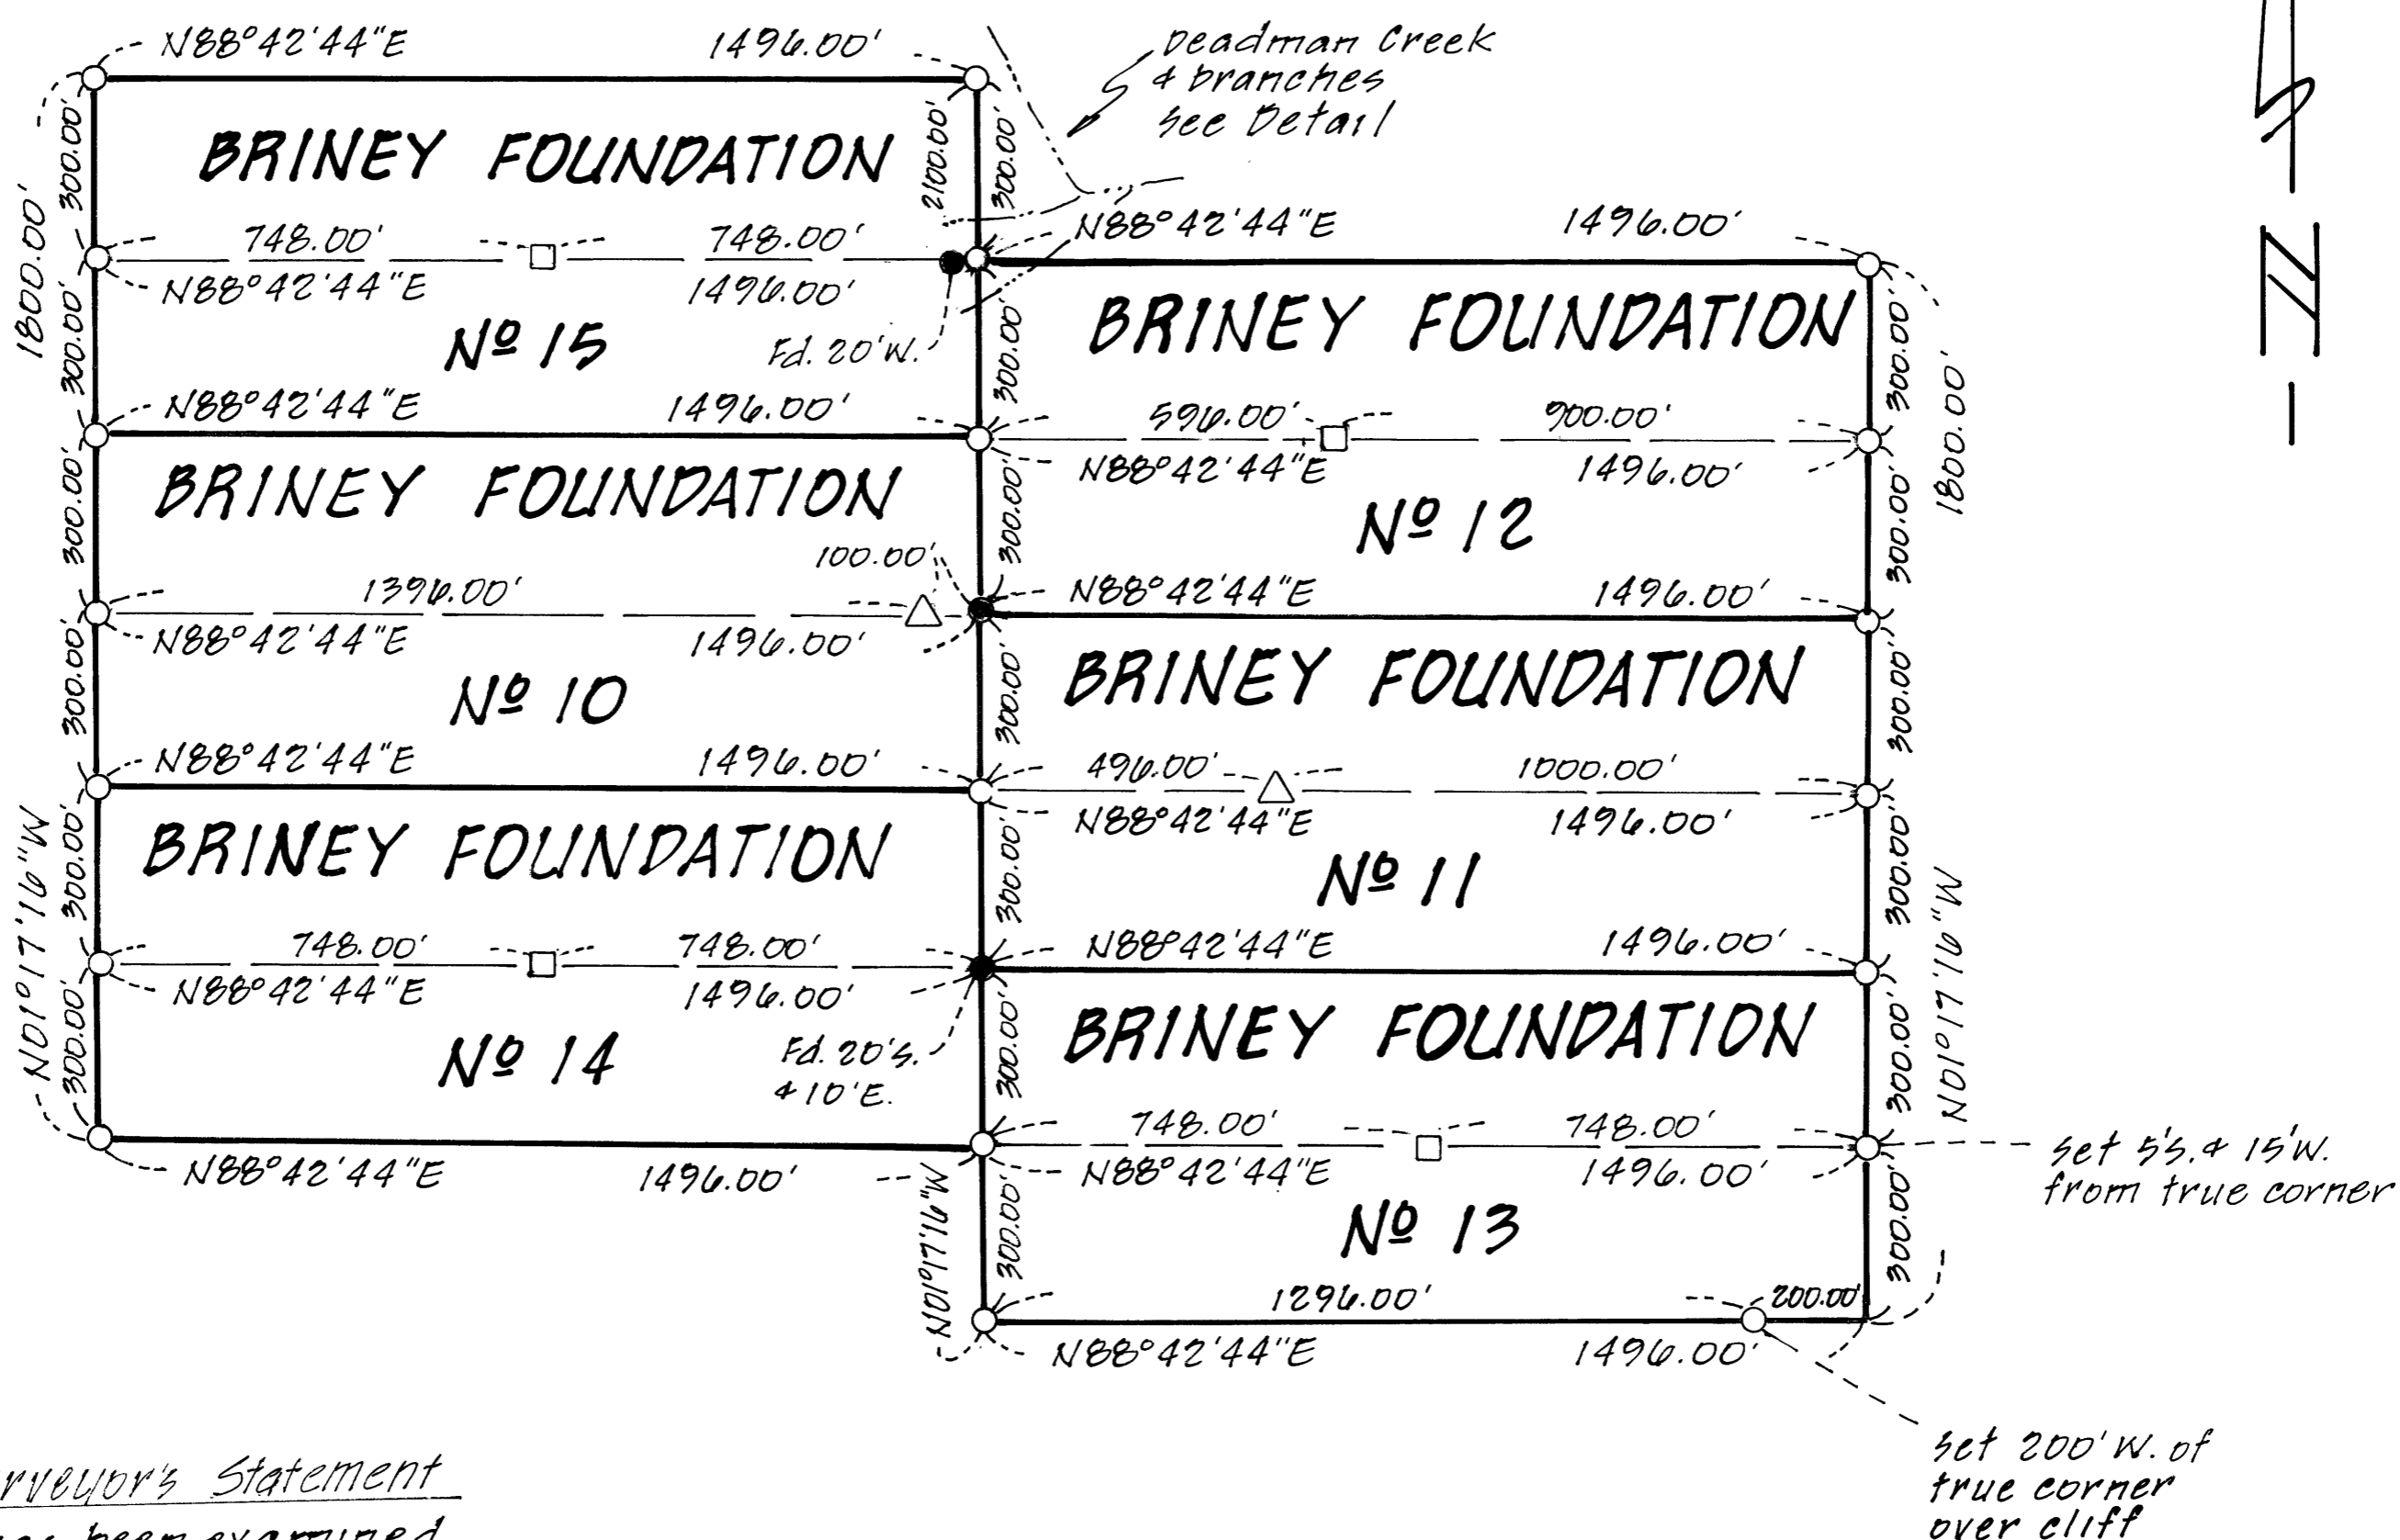 N88°42'44"E 1496.00'
Deadman Creek
& branches
see Detail
1800.00'
300.00'
BRINEY FOUNDATION
2100.00'
300.00'
748.00' 748.00'
N88°42'44"E 1496.00'
N88°42'44"E 1496.00'
300.00'
Nº 15
Fd. 20'W.
300.00'
BRINEY FOUNDATION
300.00'
1800.00'
N88°42'44"E 1496.00'
596.00' 900.00'
N88°42'44"E 1496.00'
300.00'
BRINEY FOUNDATION
300.00'
Nº 12
300.00'
100.00'
1396.00'
N88°42'44"E 1496.00'
N88°42'44"E 1496.00'
300.00'
Nº 10
300.00'
BRINEY FOUNDATION
300.00'
N88°42'44"E 1496.00'
496.00' 1000.00'
N88°42'44"E 1496.00'
N01°17'16"W
300.00'
BRINEY FOUNDATION
300.00'
Nº 11
300.00'
N01°17'16"W
748.00' 748.00'
N88°42'44"E 1496.00'
N88°42'44"E 1496.00'
300.00'
Nº 14
Fd. 20's.
& 10'E.
300.00'
BRINEY FOUNDATION
300.00'
N88°42'44"E 1496.00'
748.00' 748.00'
N88°42'44"E 1496.00'
set 5's. & 15'W.
from true corner
N01°17'16"W
300.00'
Nº 13
300.00'
1296.00' 200.00'
N88°42'44"E 1496.00'
set 200' W. of
true corner
over cliff
rveyor's Statement
been examined